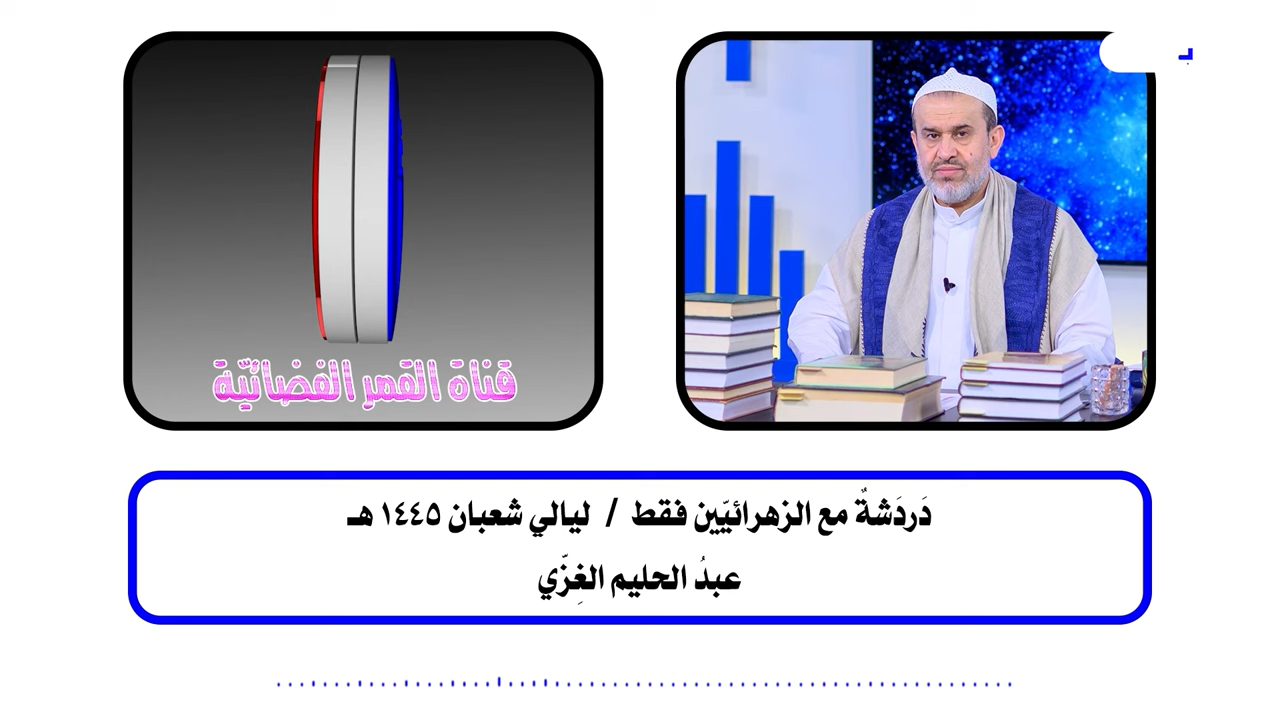 قناة القمر الفضائيّة
دَردَشةٌ مع الزهرائيّين فقط / ليالي شعبان ١٤٤٥ هـ
عبدُ الحليم الغِزّي